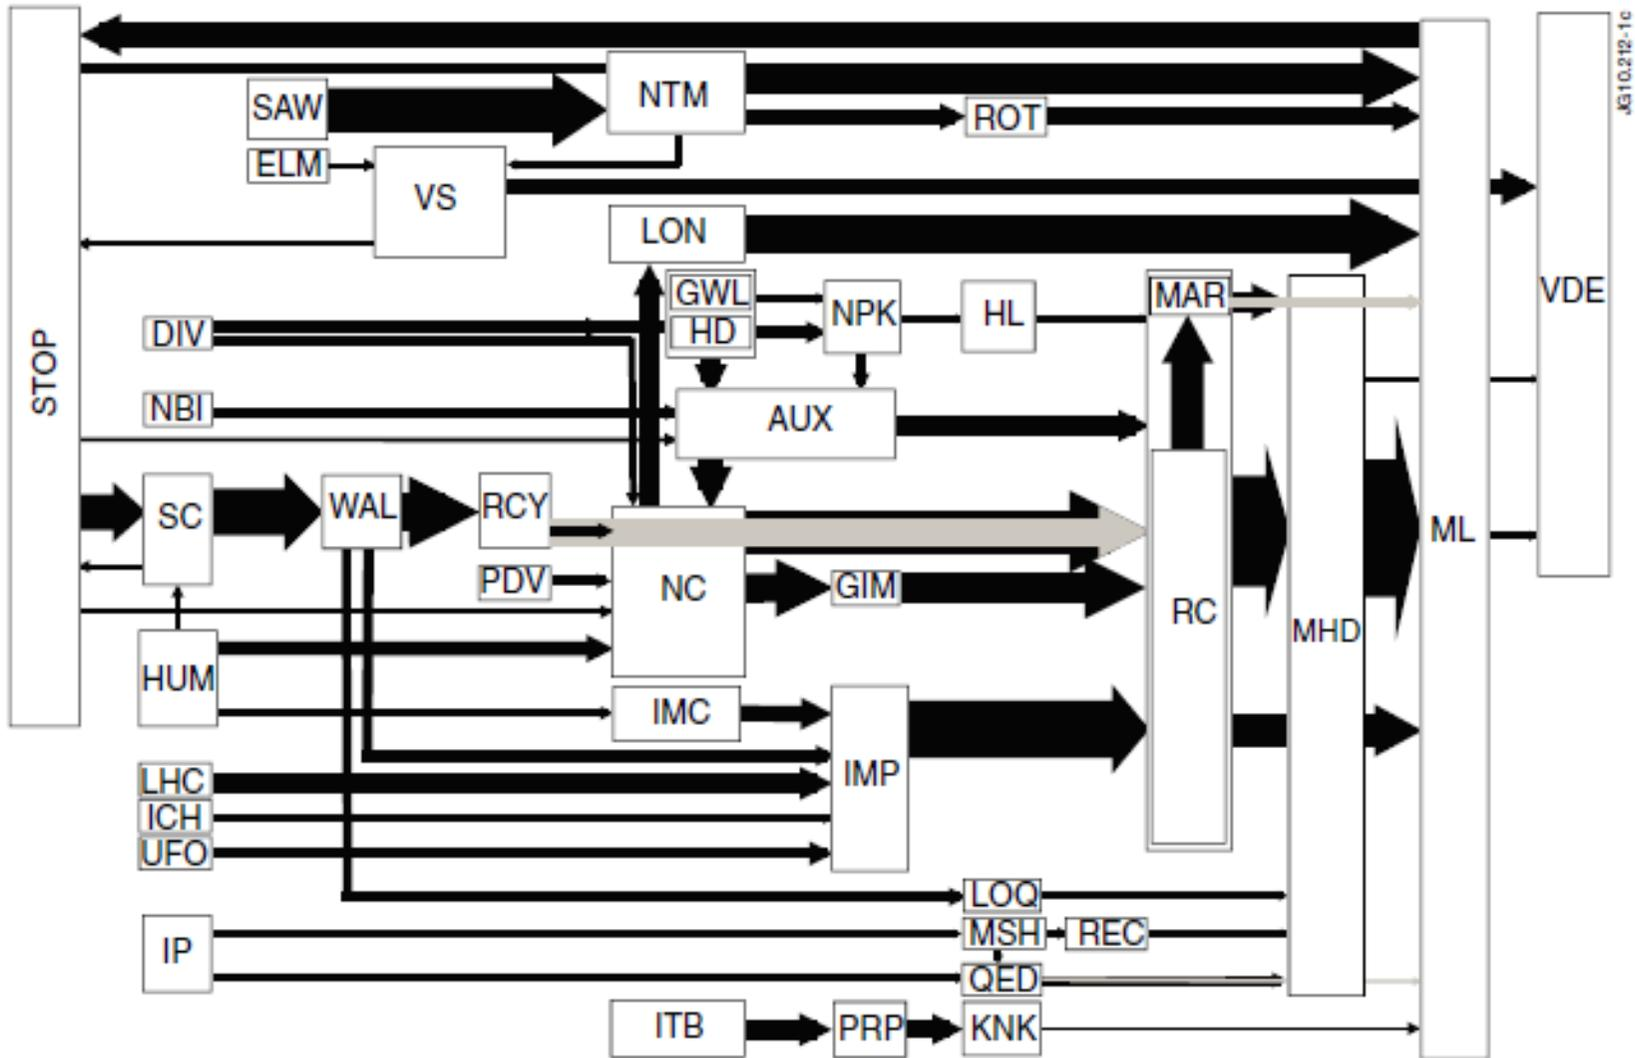 JG10.212-1c
STOP
SAW
NTM
ROT
ELM
VS
LON
GWL
HD
NPK
HL
MAR
VDE
DIV
NBI
AUX
SC
WAL
RCY
NC
PDV
GIM
RC
MHD
ML
HUM
IMC
IMP
LHC
ICH
UFO
LOQ
IP
MSH
REC
QED
ITB
PRP
KNK